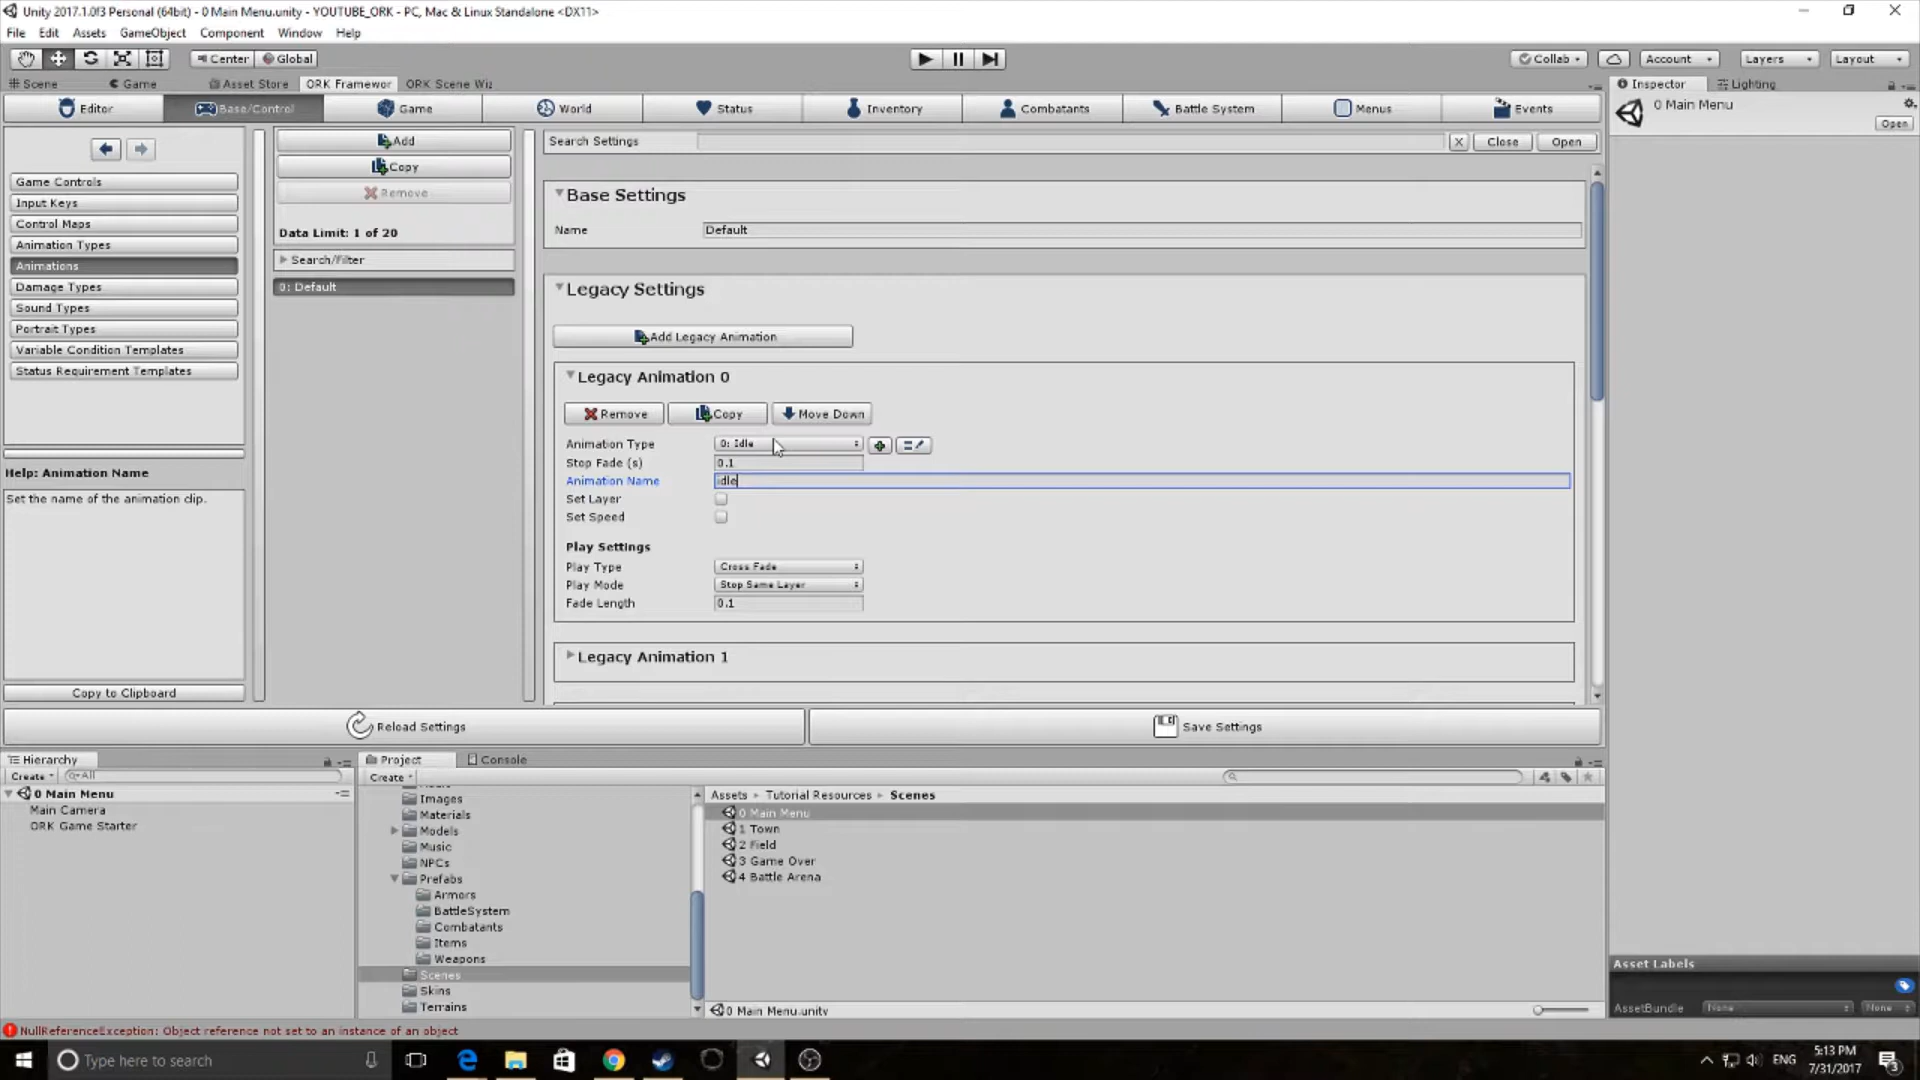 Unity 2017.1.0f3 Personal (64bit) - 0 Main Menu.unity - YOUTUBE_ORK - PC, Mac & Linux Standalone <DX11>
File Edit Assets GameObject Component Window Help
Center Global Collab Account Layers Layout
Scene Game Asset Store ORK Framewor ORK Scene Wiz Inspector Lighting
Editor Base/Control Game World Status Inventory Combatants Battle System Menus Events
0 Main Menu
Open
Add
Search Settings X Close Open
Copy
Game Controls
Remove
Base Settings
Input Keys
Control Maps
Data Limit: 1 of 20
Name Default
Animation Types
Search/Filter
Animations
Damage Types
0: Default
Legacy Settings
Sound Types
Portrait Types
Add Legacy Animation
Variable Condition Templates
Status Requirement Templates
Legacy Animation 0
Remove Copy Move Down
Animation Type 0: Idle
Stop Fade (s) 0.1
Help: Animation Name
Animation Name idle
Set the name of the animation clip.
Set Layer
Set Speed
Play Settings
Play Type Cross Fade
Play Mode Stop Same Layer
Fade Length 0.1
Legacy Animation 1
Copy to Clipboard
Reload Settings Save Settings
Hierarchy Project Console
Create All Create
0 Main Menu
Main Camera
ORK Game Starter
Images
Materials
Models
Music
NPCs
Prefabs
Armors
BattleSystem
Combatants
Items
Weapons
Scenes
Skins
Terrains
Assets Tutorial Resources Scenes
0 Main Menu
1 Town
2 Field
3 Game Over
4 Battle Arena
0 Main Menu.unity
Asset Labels
AssetBundle None None
NullReferenceException: Object reference not set to an instance of an object
Type here to search
ENG
5:13 PM
7/31/2017
3